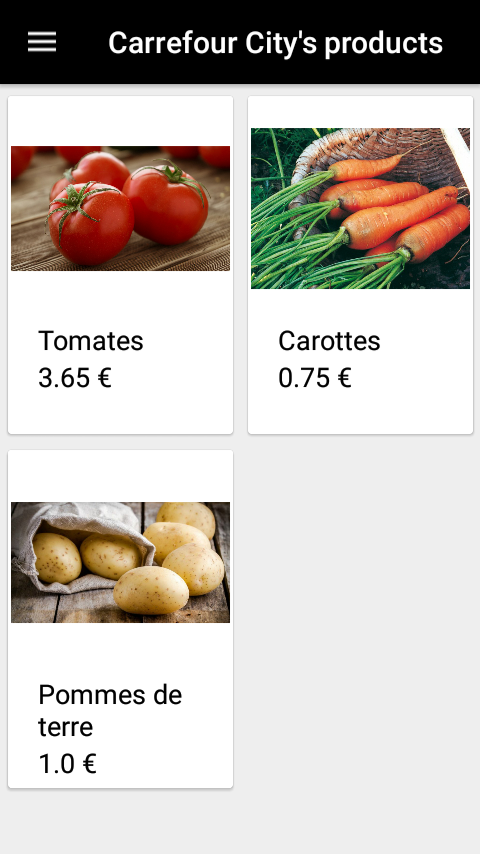 Carrefour City's products
Tomates
3.65 €
Carottes
0.75 €
Pommes de
terre
1.0 €